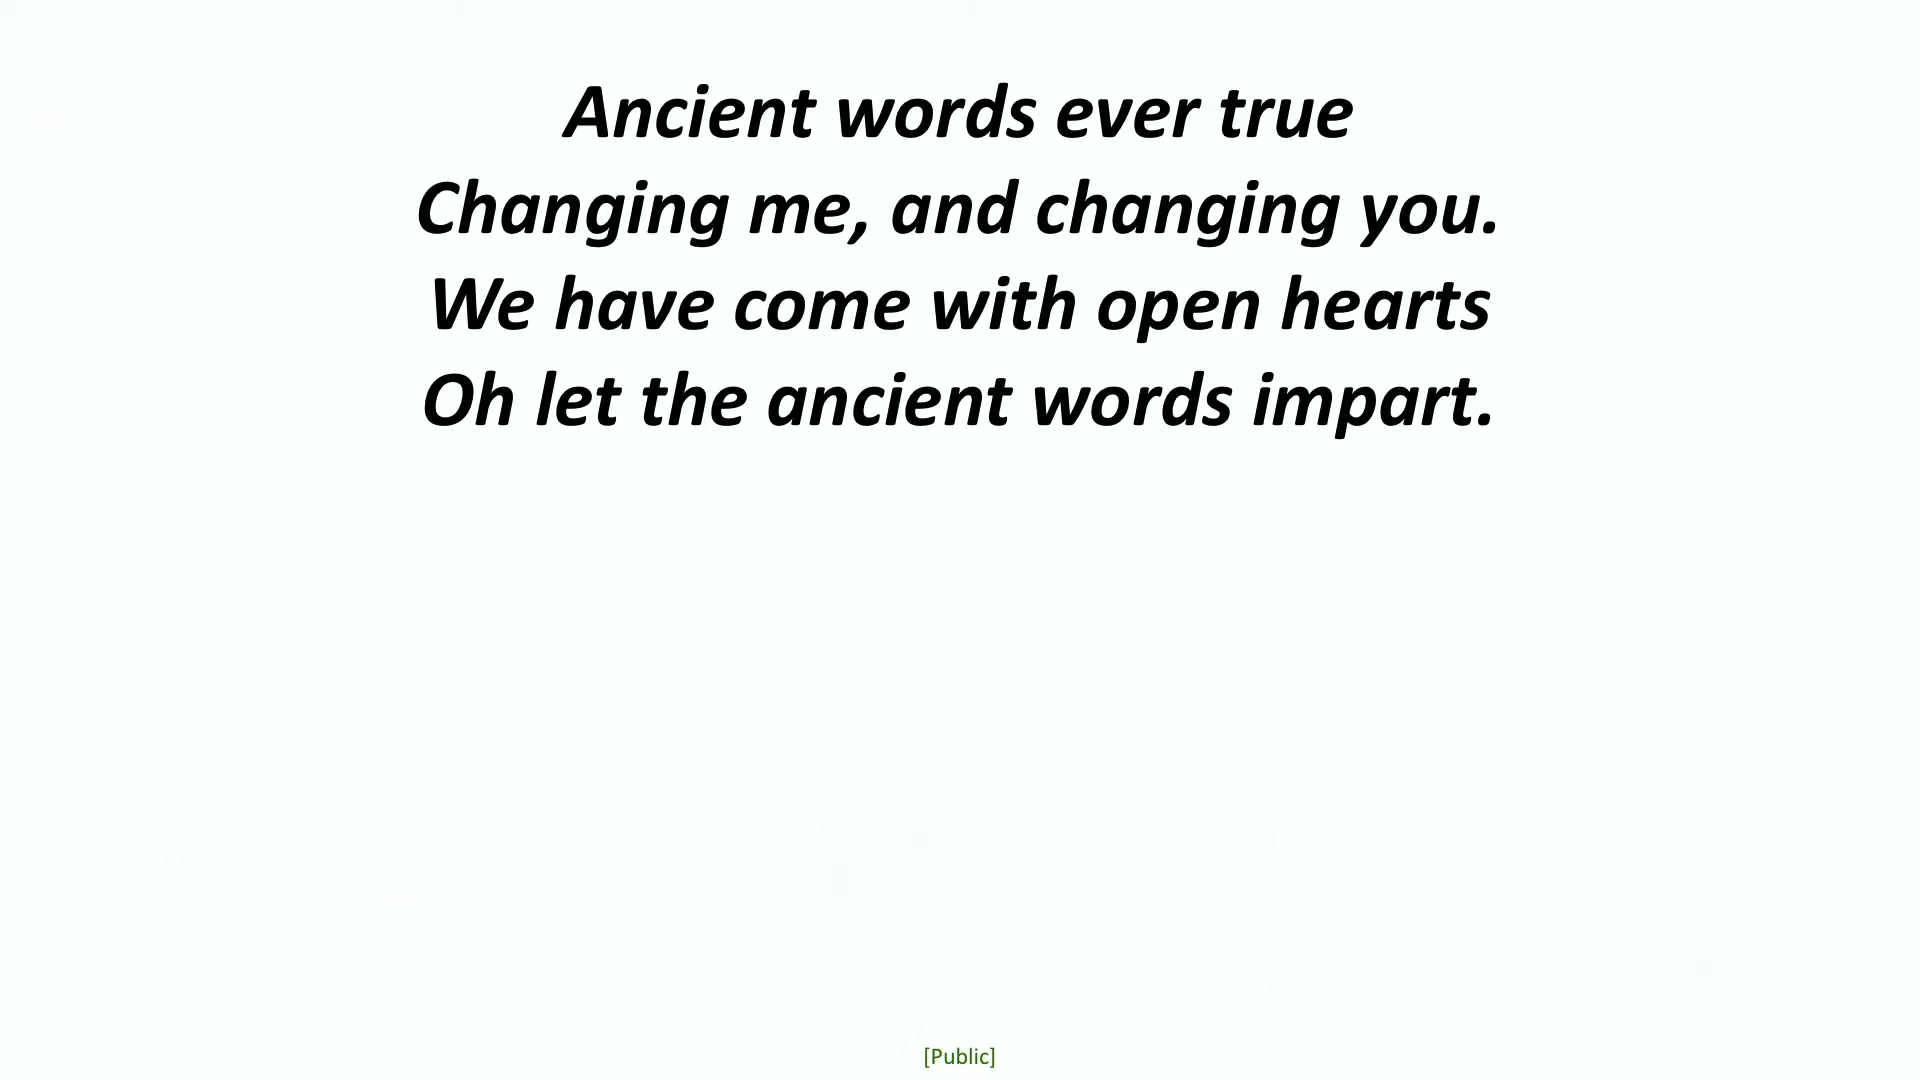 Ancient words ever true
Changing me, and changing you.
We have come with open hearts
Oh let the ancient words impart.
[Public]